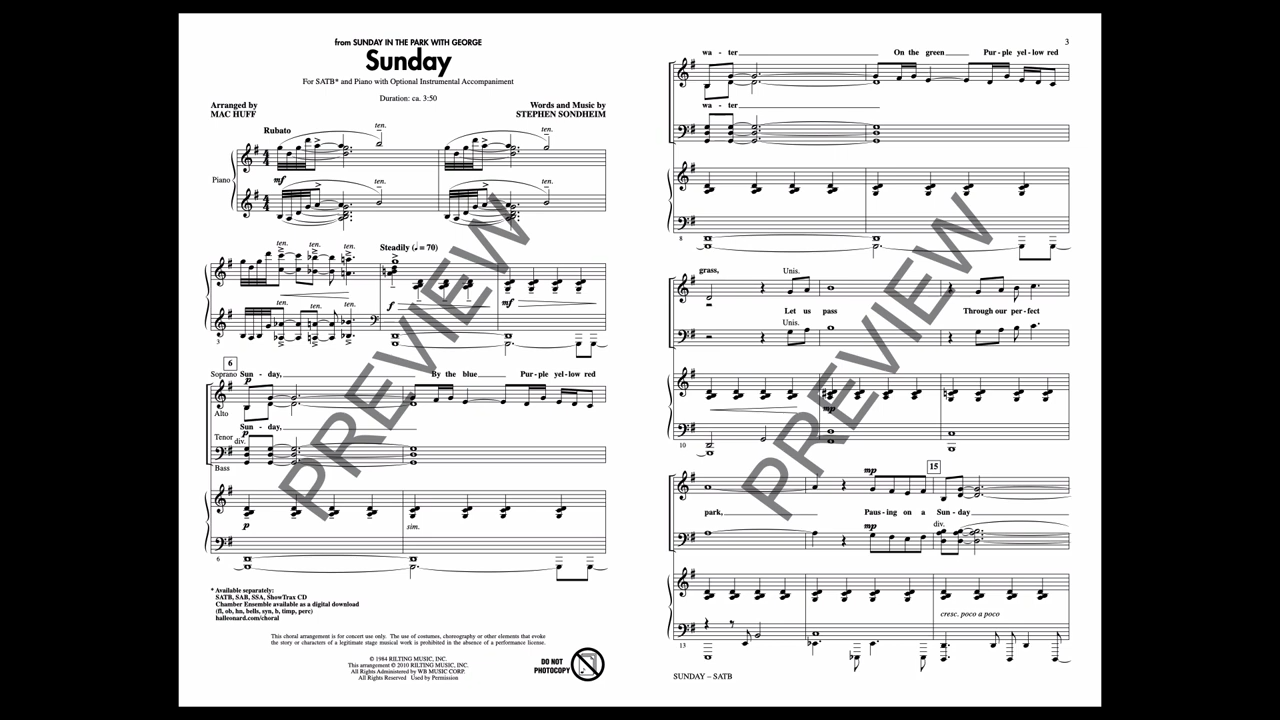 from SUNDAY IN THE PARK WITH GEORGE
Sunday
For SATB* and Piano with Optional Instrumental Accompaniment
Duration: ca. 3:50
Arranged by
MAC HUFF
Words and Music by
STEPHEN SONDHEIM
Rubato
ten.
ten.
Piano
mf
ten.
ten.
ten. ten. ten.
Steadily (♩ = 70)
f
mf
ten. ten. ten.
3
6
Soprano Sun - day, By the blue Pur - ple yel - low red
p
Alto
Sun - day,
p
Tenor div.
Bass
p
sim.
6
* Available separately:
SATB, SAB, SSA, ShowTrax CD
Chamber Ensemble available as a digital download
(fl, ob, hn, bells, syn, b, timp, perc)
halleonard.com/choral
This choral arrangement is for concert use only. The use of costumes, choreography or other elements that evoke
the story or characters of a legitimate stage musical work is prohibited in the absence of a performance license.
© 1984 RILTING MUSIC, INC.
This arrangement © 2010 RILTING MUSIC, INC.
All Rights Administered by WB MUSIC CORP.
All Rights Reserved Used by Permission
DO NOT
PHOTOCOPY
PREVIEW
3
wa - ter On the green Pur - ple yel - low red
wa - ter
8
grass, Unis.
Let us pass Through our per - fect
Unis.
mp
10
15
mp
park, Paus - ing on a Sun - day
mp
div.
cresc. poco a poco
13
SUNDAY – SATB
PREVIEW